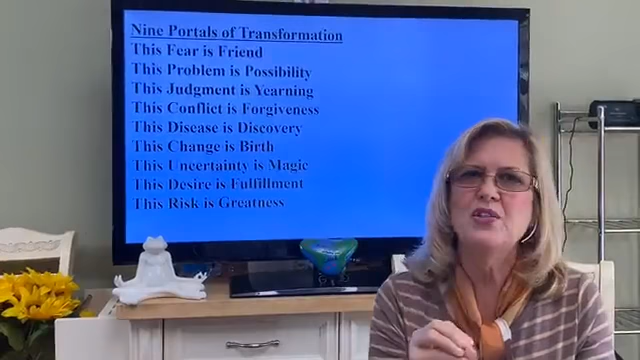 Nine Portals of Transformation
This Fear is Friend
This Problem is Possibility
This Judgment is Yearning
This Conflict is Forgiveness
This Disease is Discovery
This Change is Birth
This Uncertainty is Magic
This Desire is Fulfillment
This Risk is Greatness